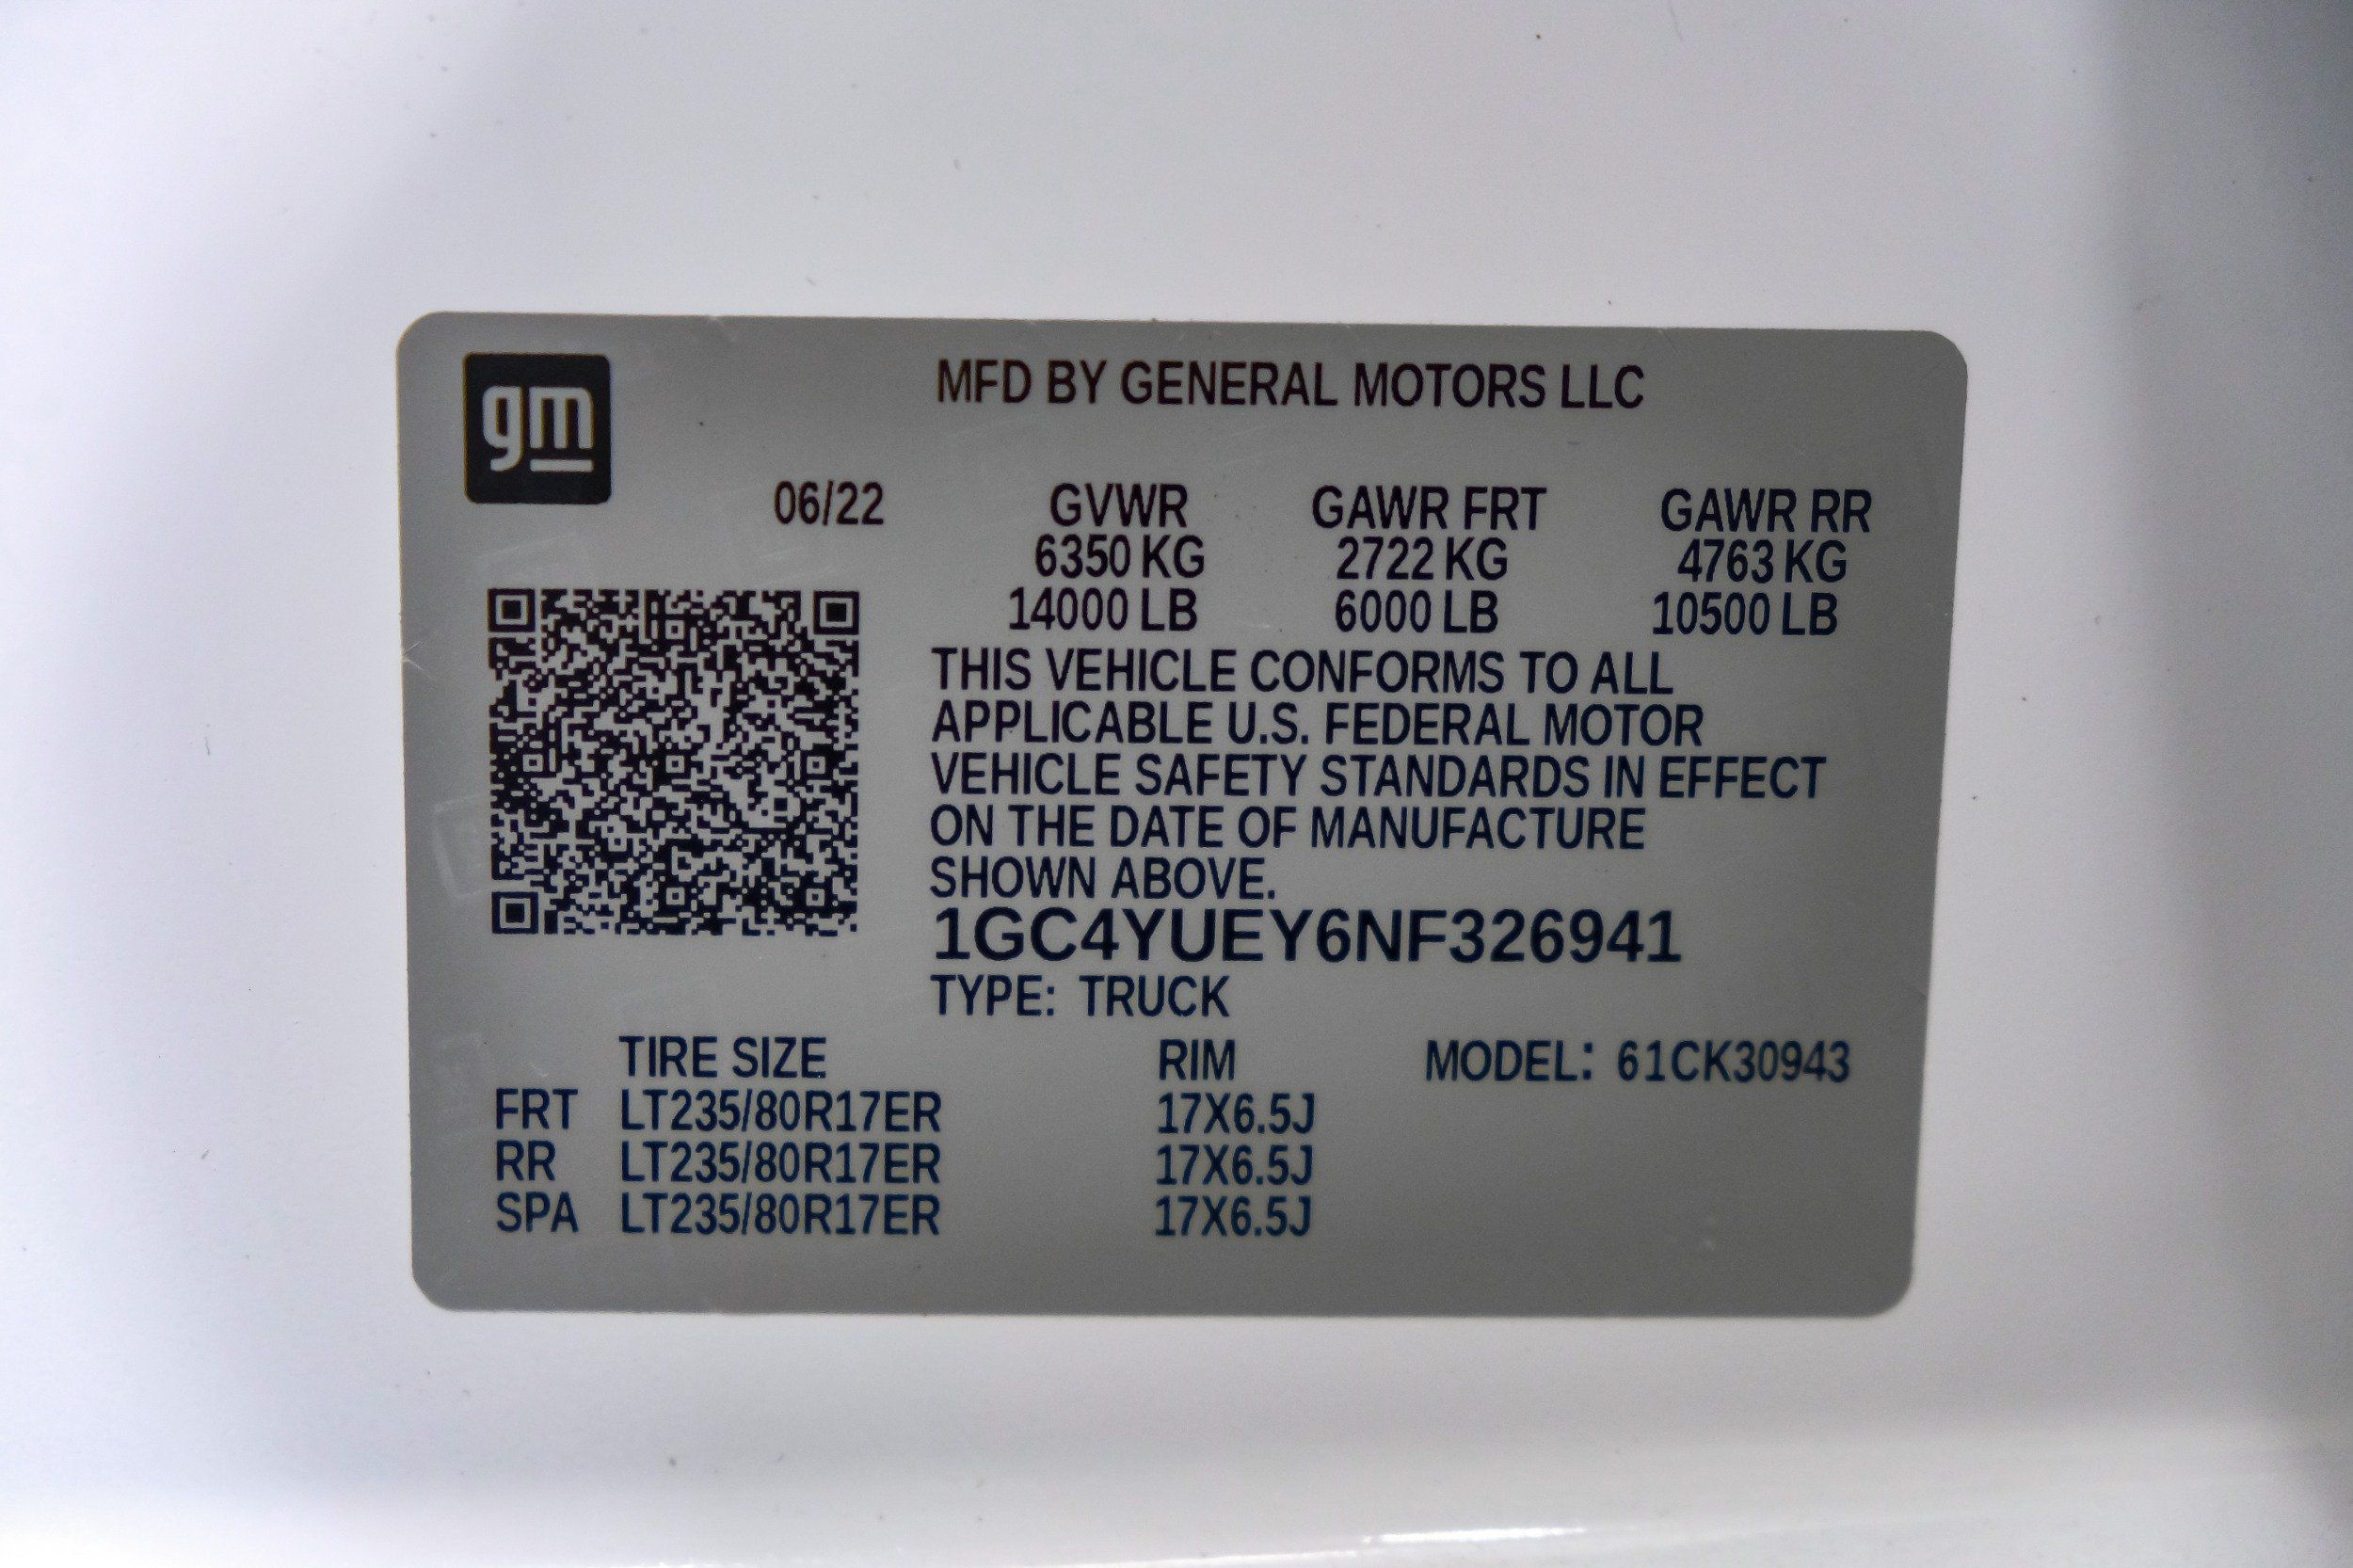 gm
MFD BY GENERAL MOTORS LLC
06/22 GVWR GAWR FRT GAWR RR
6350 KG 2722 KG 4763 KG
14000 LB 6000 LB 10500 LB
THIS VEHICLE CONFORMS TO ALL
APPLICABLE U.S. FEDERAL MOTOR
VEHICLE SAFETY STANDARDS IN EFFECT
ON THE DATE OF MANUFACTURE
SHOWN ABOVE.
1GC4YUEY6NF326941
TYPE: TRUCK
TIRE SIZE RIM MODEL: 61CK30943
FRT LT235/80R17ER 17X6.5J
RR LT235/80R17ER 17X6.5J
SPA LT235/80R17ER 17X6.5J